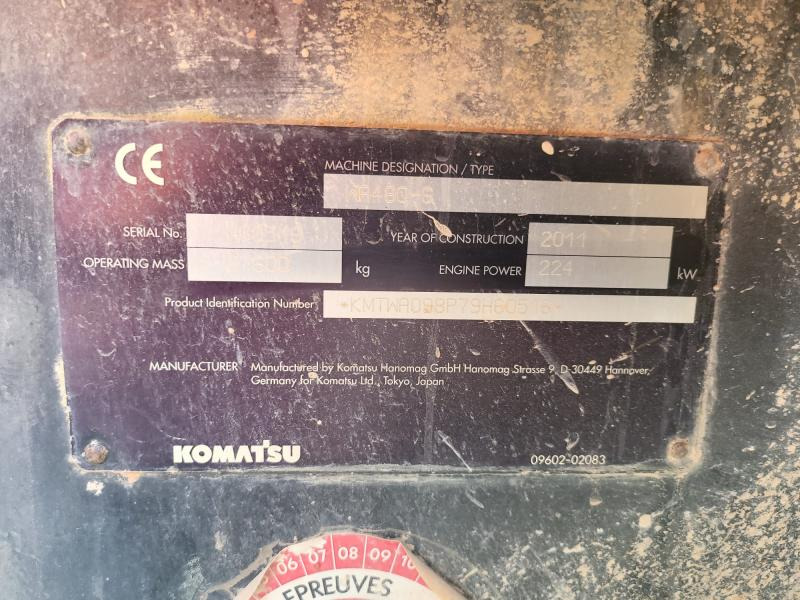 CE
MACHINE DESIGNATION / TYPE
SERIAL No.
YEAR OF CONSTRUCTION 2011
OPERATING MASS kg
ENGINE POWER 224 kW
Product Identification Number
MANUFACTURER Manufactured by Komatsu Hanomag GmbH Hanomag Strasse 9, D-30449 Hannover,
Germany for Komatsu Ltd., Tokyo, Japan
KOMATSU
09602-02083
06 07 08 09 10
EPREUVES